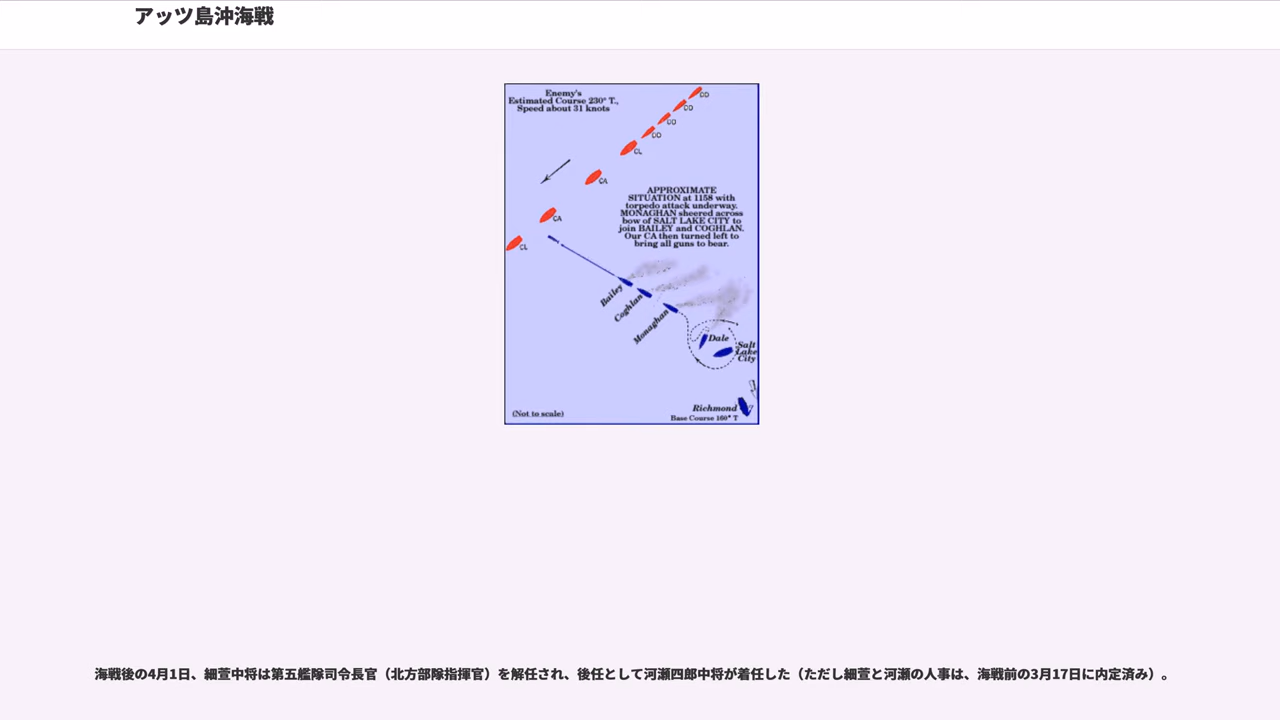 アッツ島沖海戦
Enemy's
Estimated Course 230° T.,
Speed about 31 knots
DD
DD
DD
DD
CL
CA
CA
CL
APPROXIMATE
SITUATION at 1158 with
torpedo attack underway.
MONAGHAN sheered across
bow of SALT LAKE CITY to
join BAILEY and COGHLAN.
Our CA then turned left to
bring all guns to bear.
Bailey
Coghlan
Monaghan
Dale
Salt
Lake
City
Richmond
Base Course 160° T
(Not to scale)
海戦後の4月1日、細萱中将は第五艦隊司令長官（北方部隊指揮官）を解任され、後任として河瀬四郎中将が着任した（ただし細萱と河瀬の人事は、海戦前の3月17日に内定済み）。